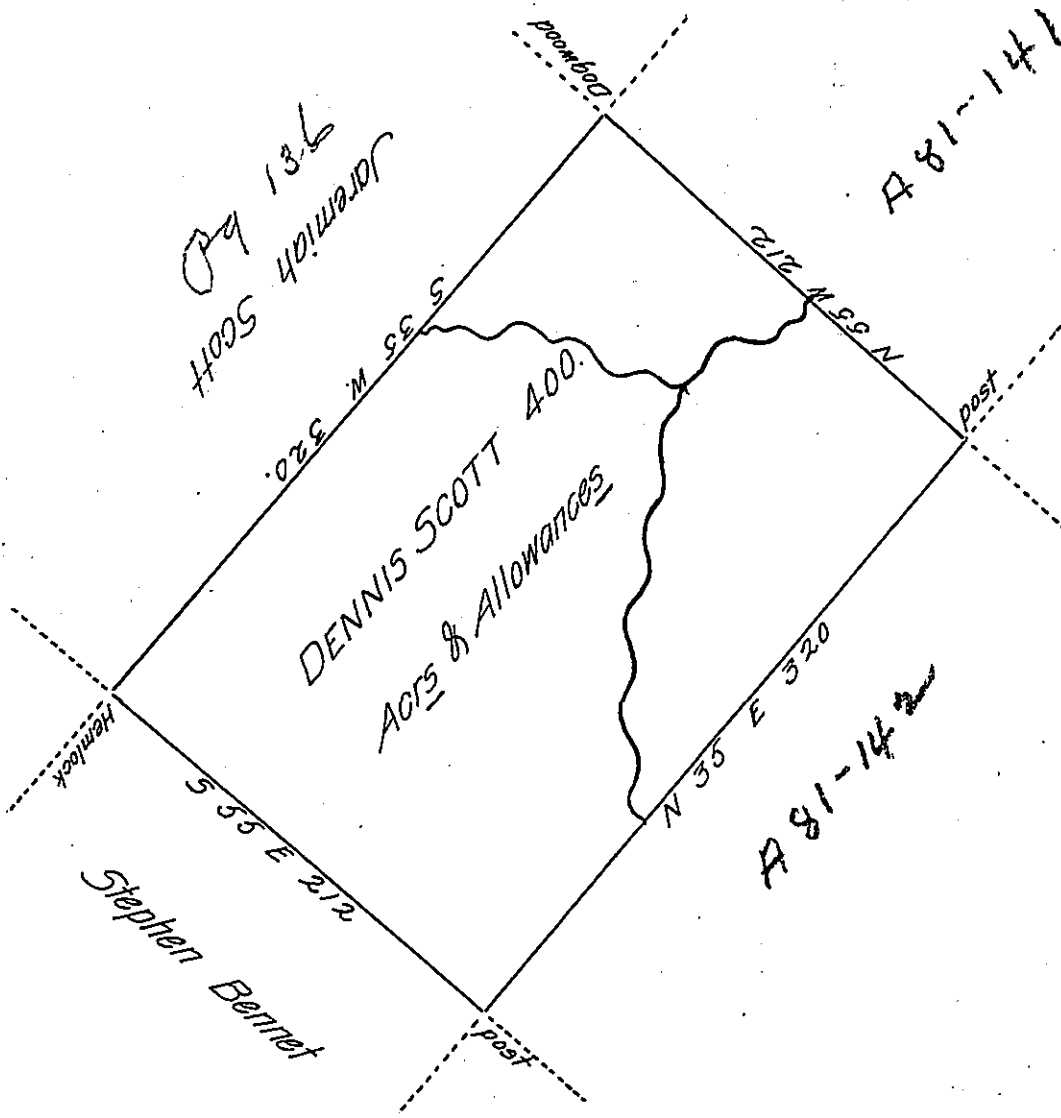 Dogwood
A 81-141
Pg 136
Jaremiah
Scott
S 35 W. 320.
N 55 W 212
post
DENNIS SCOTT 400.
Acrs & Allowances
Hemlock
S 55 E 212
N 35 E 320
A 81-142
Stephen Bennet
post